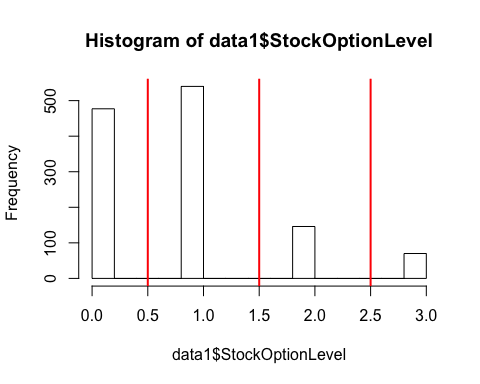 Histogram of data1$StockOptionLevel
Frequency
500
300
100
0
0.0 0.5 1.0 1.5 2.0 2.5 3.0
data1$StockOptionLevel